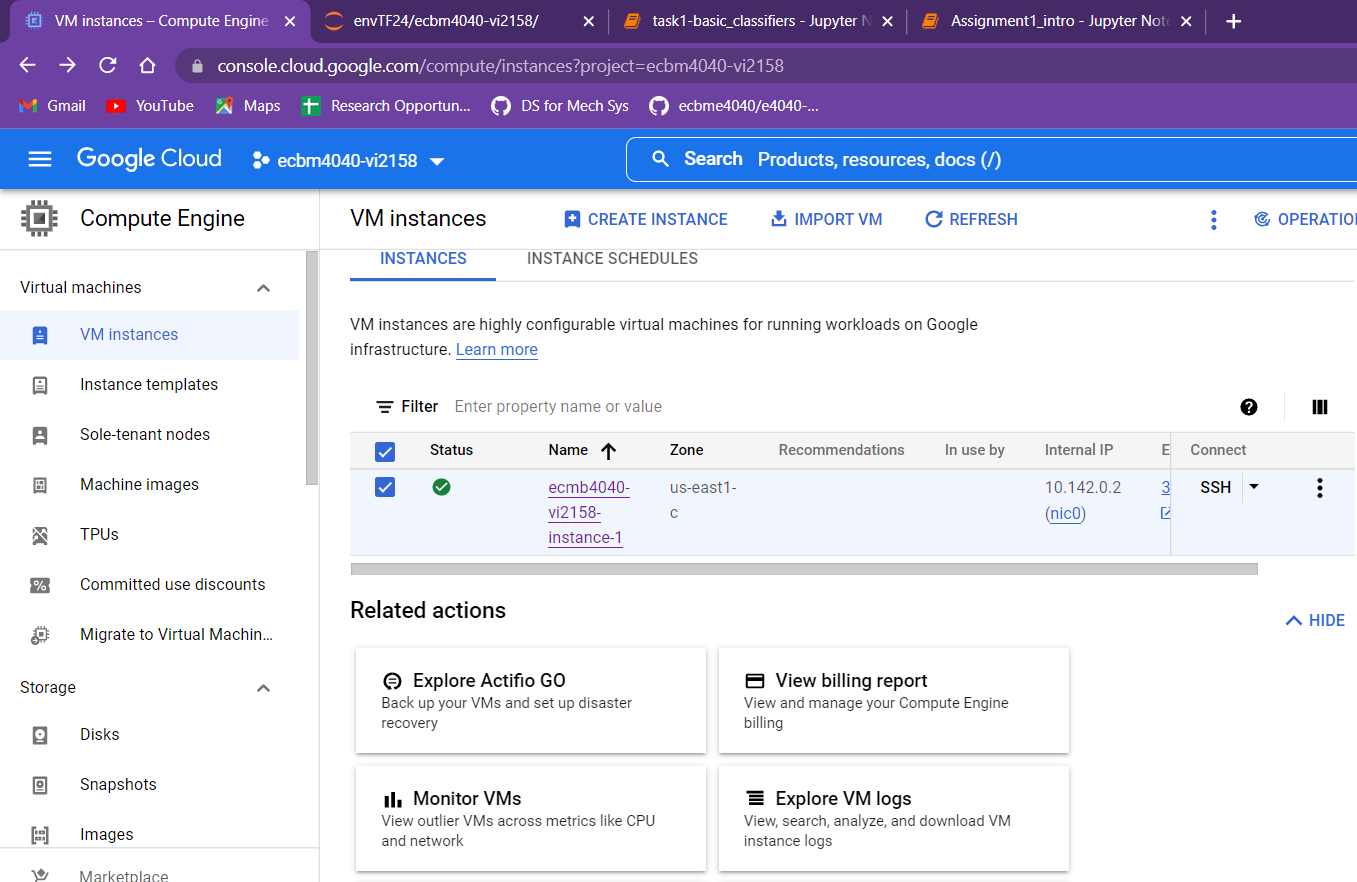 VM instances – Compute Engine
envTF24/ecbm4040-vi2158/
task1-basic_classifiers - Jupyter N
Assignment1_intro - Jupyter Note
console.cloud.google.com/compute/instances?project=ecbm4040-vi2158
Gmail
YouTube
Maps
Research Opportun...
DS for Mech Sys
ecbme4040/e4040-...
Google Cloud
ecbm4040-vi2158
Search Products, resources, docs (/)
Compute Engine
VM instances
CREATE INSTANCE
IMPORT VM
REFRESH
OPERATIO
Virtual machines
VM instances
Instance templates
Sole-tenant nodes
Machine images
TPUs
Committed use discounts
Migrate to Virtual Machin...
Storage
Disks
Snapshots
Images
Marketplace
INSTANCES
INSTANCE SCHEDULES
VM instances are highly configurable virtual machines for running workloads on Google
infrastructure. Learn more
Filter Enter property name or value
Status
Name
Zone
Recommendations
In use by
Internal IP
E
Connect
ecmb4040-
vi2158-
instance-1
us-east1-
c
10.142.0.2
(nic0)
3
SSH
Related actions
HIDE
Explore Actifio GO
Back up your VMs and set up disaster
recovery
View billing report
View and manage your Compute Engine
billing
Monitor VMs
View outlier VMs across metrics like CPU
and network
Explore VM logs
View, search, analyze, and download VM
instance logs